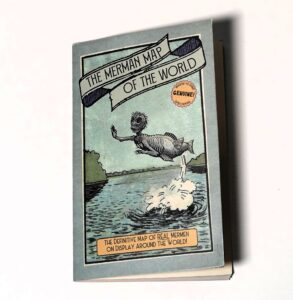 THE MERMAN MAP
OF THE WORLD
GENUINE!
THE DEFINITIVE MAP OF REAL MERMEN
ON DISPLAY AROUND THE WORLD!